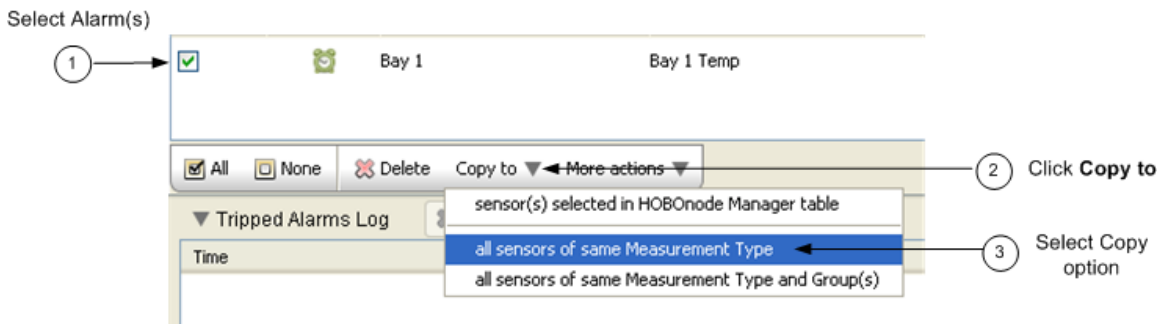 Select Alarm(s)
1
Bay 1 Bay 1 Temp
All None Delete Copy to More actions
2 Click Copy to
sensor(s) selected in HOBOnode Manager table
Tripped Alarms Log
all sensors of same Measurement Type
3 Select Copy
option
Time
all sensors of same Measurement Type and Group(s)